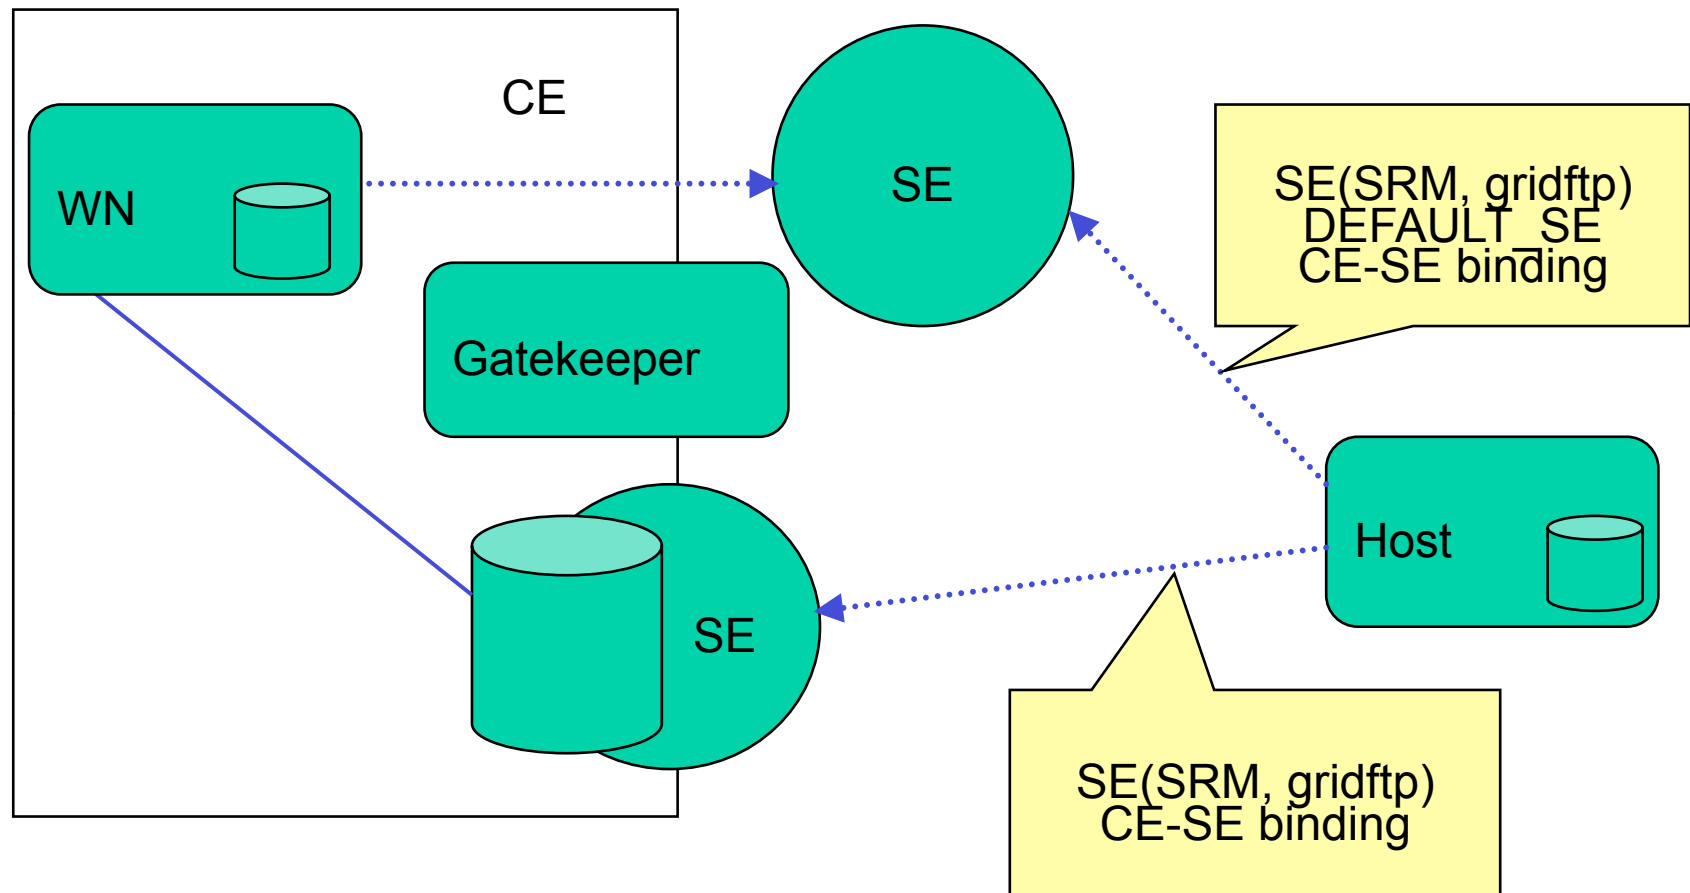 CE
SE
WN
SE(SRM, gridftp)
DEFAULT_SE
CE-SE binding
Gatekeeper
Host
SE
SE(SRM, gridftp)
CE-SE binding